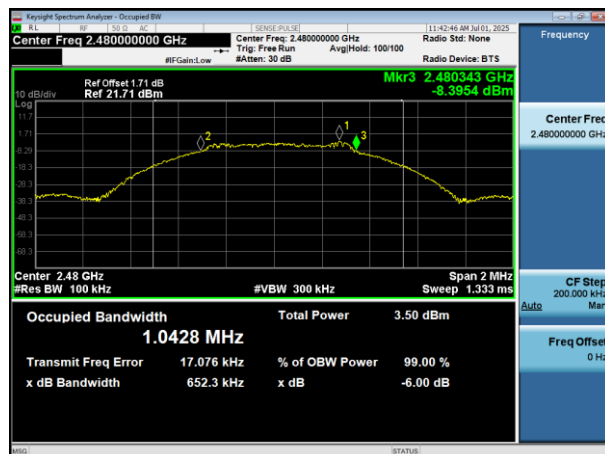 Keysight Spectrum Analyzer - Occupied BW
RL RF 50 Ω AC SENSE:PULSE 11:42:46 AM Jul 01, 2025
Center Freq 2.480000000 GHz Center Freq: 2.480000000 GHz Radio Std: None
Trig: Free Run Avg|Hold: 100/100
#IFGain:Low #Atten: 30 dB Radio Device: BTS
Frequency
Ref Offset 1.71 dB Mkr3 2.480343 GHz
10 dB/div Ref 21.71 dBm -8.3954 dBm
Log
11.7
1.71
-8.29
-18.3
-28.3
-38.3
-48.3
-58.3
-68.3
1
2
3
Center 2.48 GHz Span 2 MHz
#Res BW 100 kHz #VBW 300 kHz Sweep 1.333 ms
Occupied Bandwidth Total Power 3.50 dBm
1.0428 MHz
Transmit Freq Error 17.076 kHz % of OBW Power 99.00 %
x dB Bandwidth 652.3 kHz x dB -6.00 dB
Center Freq
2.480000000 GHz
CF Step
200.000 kHz
Auto Man
Freq Offset
0 Hz
MSG STATUS